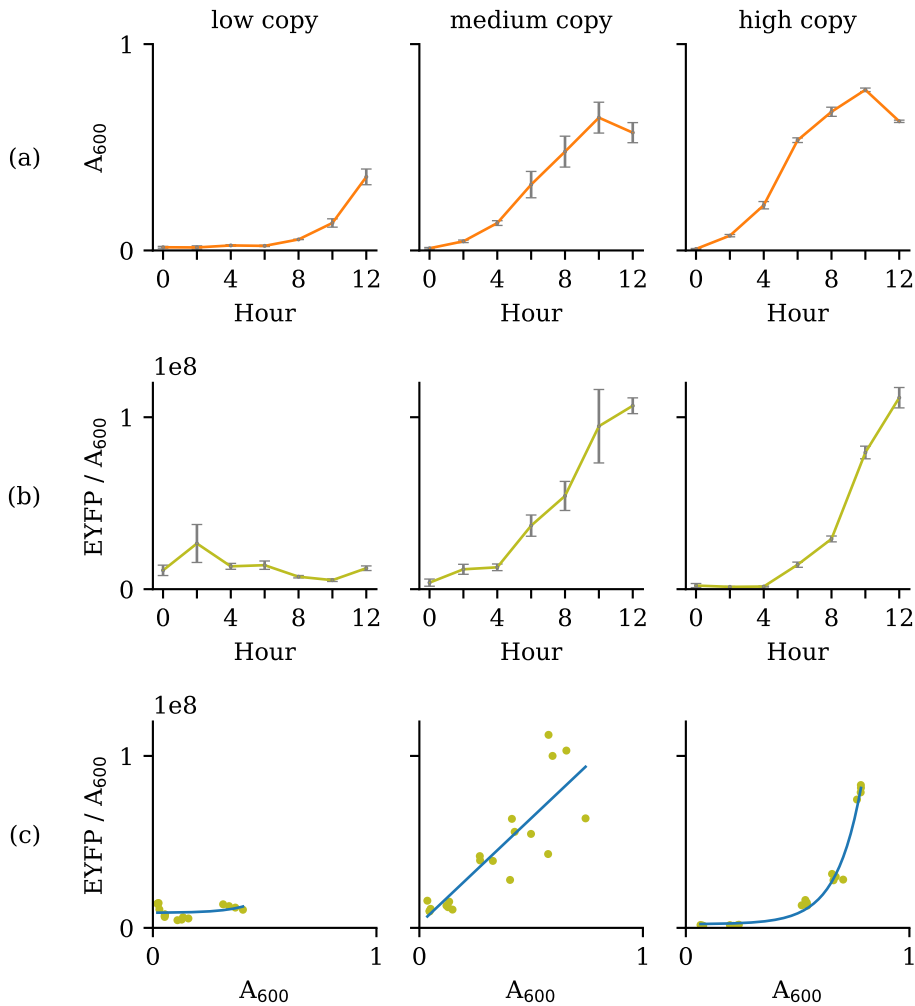 low copy medium copy high copy
1
(a) A600
0
0 4 8 12 0 4 8 12 0 4 8 12
Hour Hour Hour
1e8
1
(b) EYFP / A600
0
0 4 8 12 0 4 8 12 0 4 8 12
Hour Hour Hour
1e8
1
(c) EYFP / A600
0
0 1 0 1 0 1
A600 A600 A600